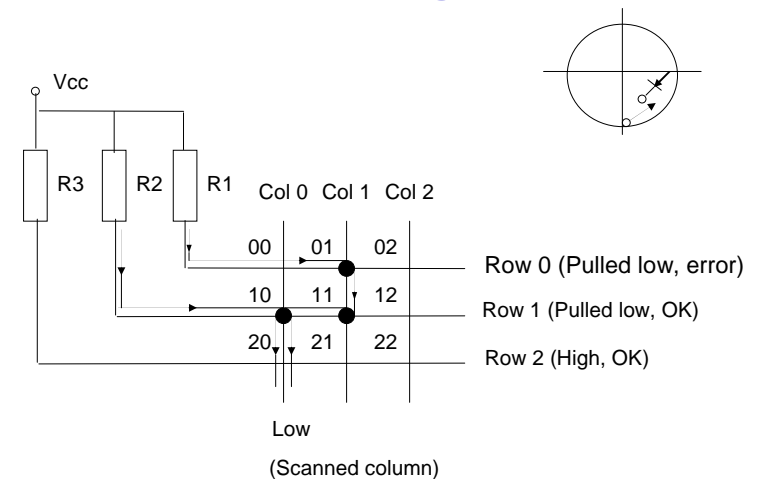 Vcc
R3 R2 R1
Col 0 Col 1 Col 2
00 01 02
Row 0 (Pulled low, error)
10 11 12
Row 1 (Pulled low, OK)
20 21 22
Row 2 (High, OK)
Low
(Scanned column)